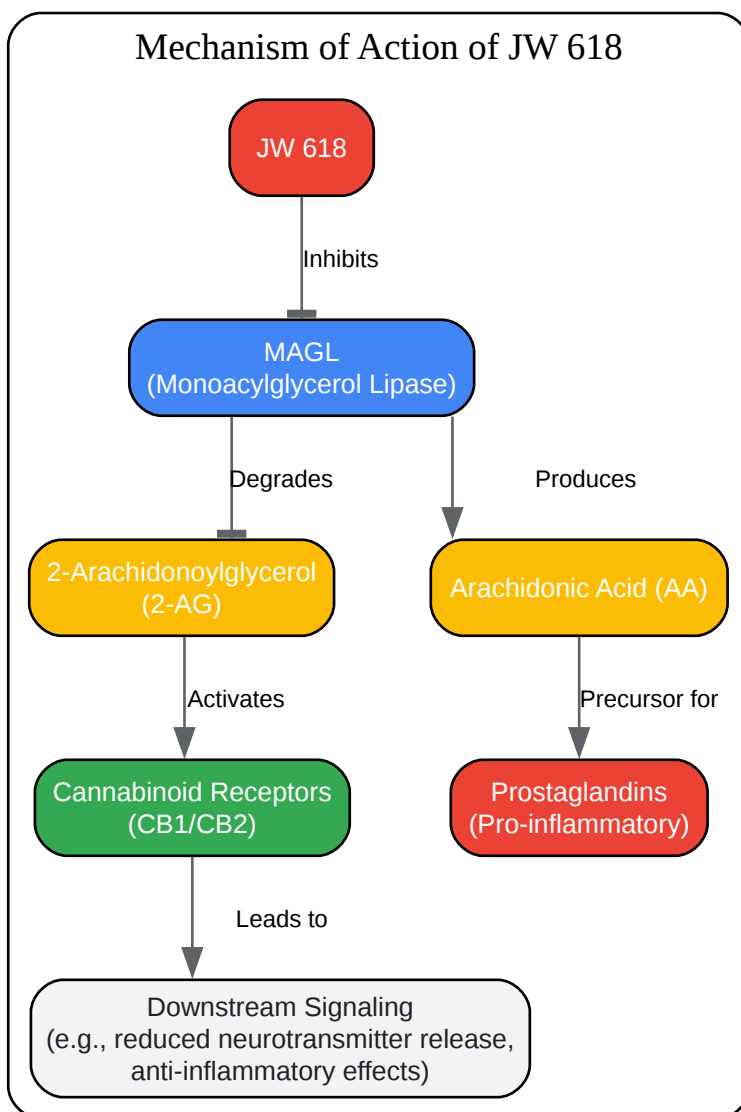 Mechanism of Action of JW 618
JW 618
Inhibits
MAGL
(Monoacylglycerol Lipase)
Degrades
Produces
2-Arachidonoylglycerol
(2-AG)
Arachidonic Acid (AA)
Activates
Precursor for
Cannabinoid Receptors
(CB1/CB2)
Prostaglandins
(Pro-inflammatory)
Leads to
Downstream Signaling
(e.g., reduced neurotransmitter release,
anti-inflammatory effects)